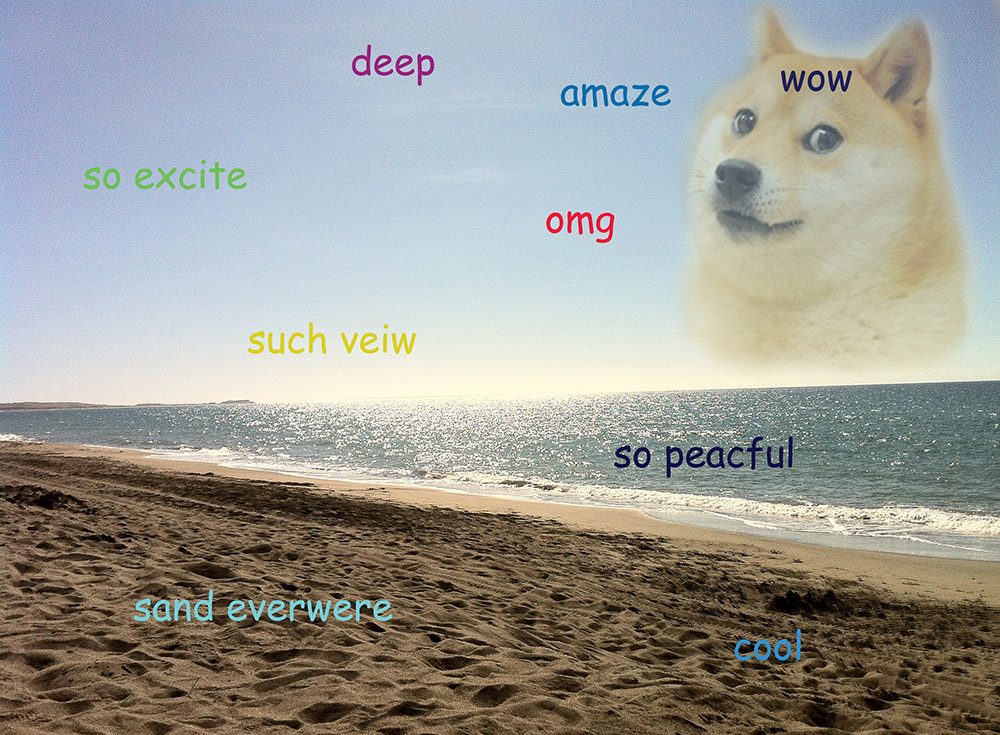 deep
wow
amaze
so excite
omg
such veiw
so peacful
sand everwere
cool